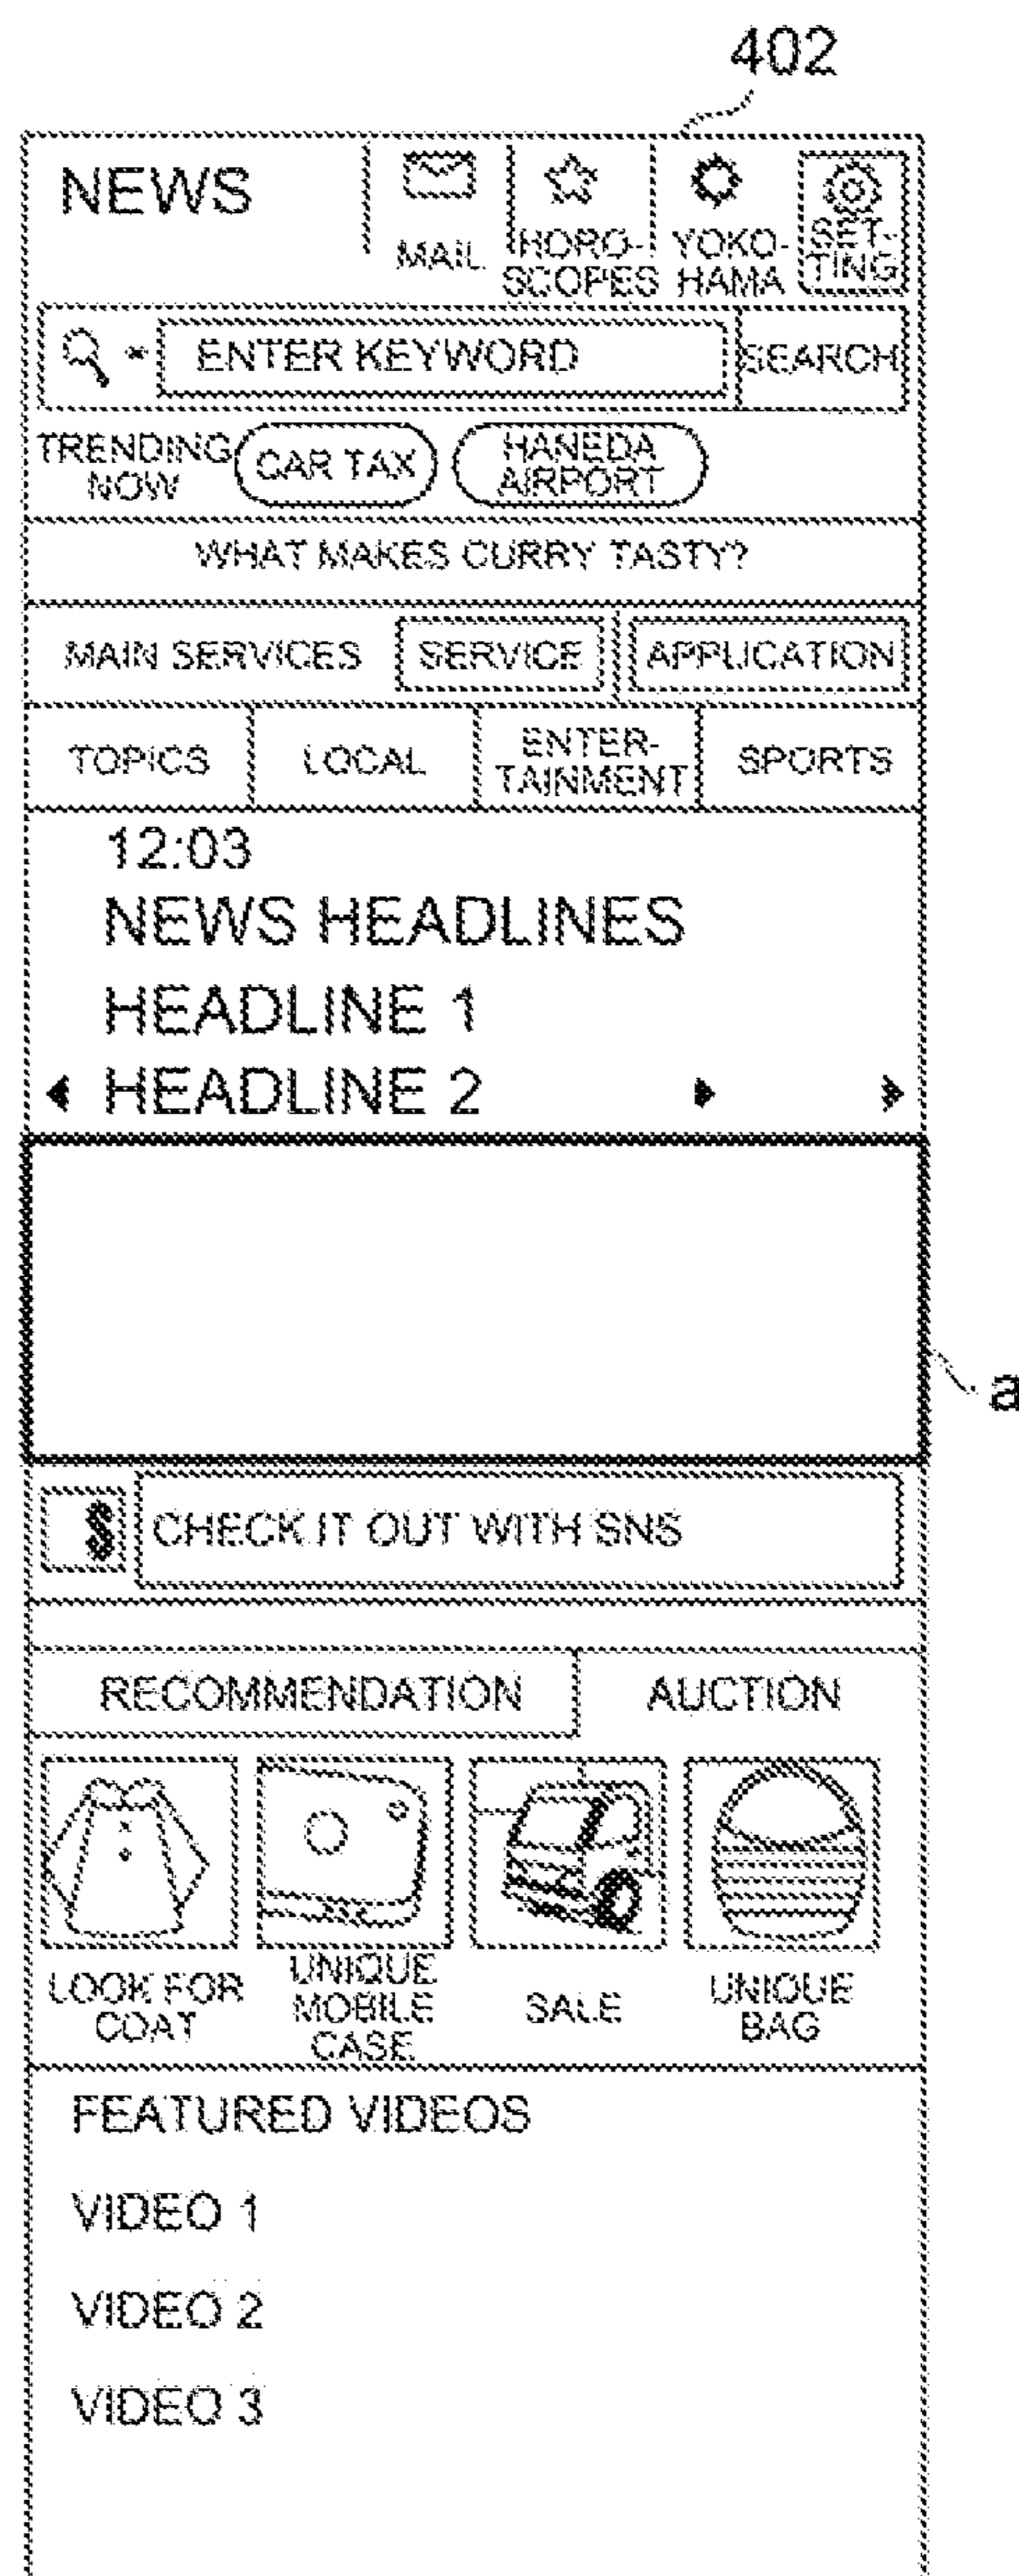 402
NEWS
MAIL
HORO-
SCOPES
YOKO-
HAMA
SET-
TING
ENTER KEYWORD
SEARCH
TRENDING
NOW
CAR TAX
HANEDA
AIRPORT
WHAT MAKES CURRY TASTY?
MAIN SERVICES SERVICE APPLICATION
TOPICS
LOCAL
ENTER-
TAINMENT
SPORTS
12:03
NEWS HEADLINES
HEADLINE 1
HEADLINE 2
a
$ CHECK IT OUT WITH SNS
RECOMMENDATION AUCTION
LOOK FOR
COAT
UNIQUE
MOBILE
CASE
SALE
UNIQUE
BAG
FEATURED VIDEOS
VIDEO 1
VIDEO 2
VIDEO 3